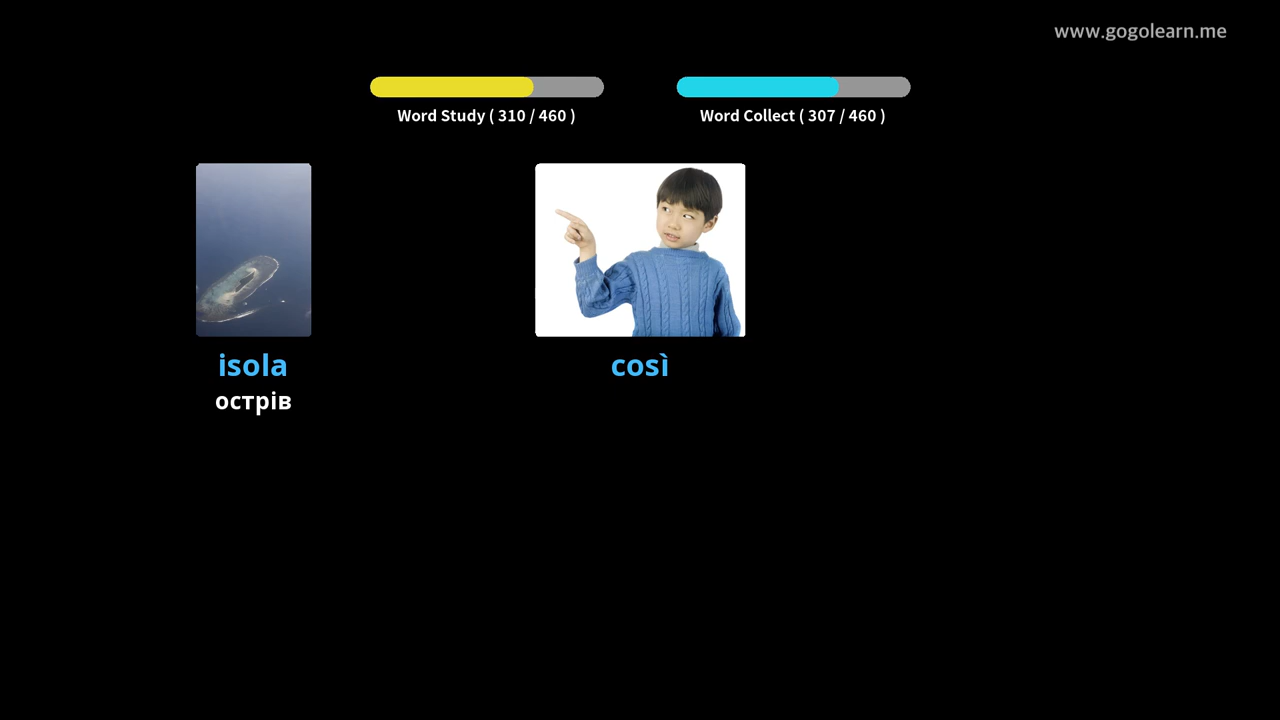 www.gogolearn.me
Word Study ( 310 / 460 )
Word Collect ( 307 / 460 )
isola
острів
così